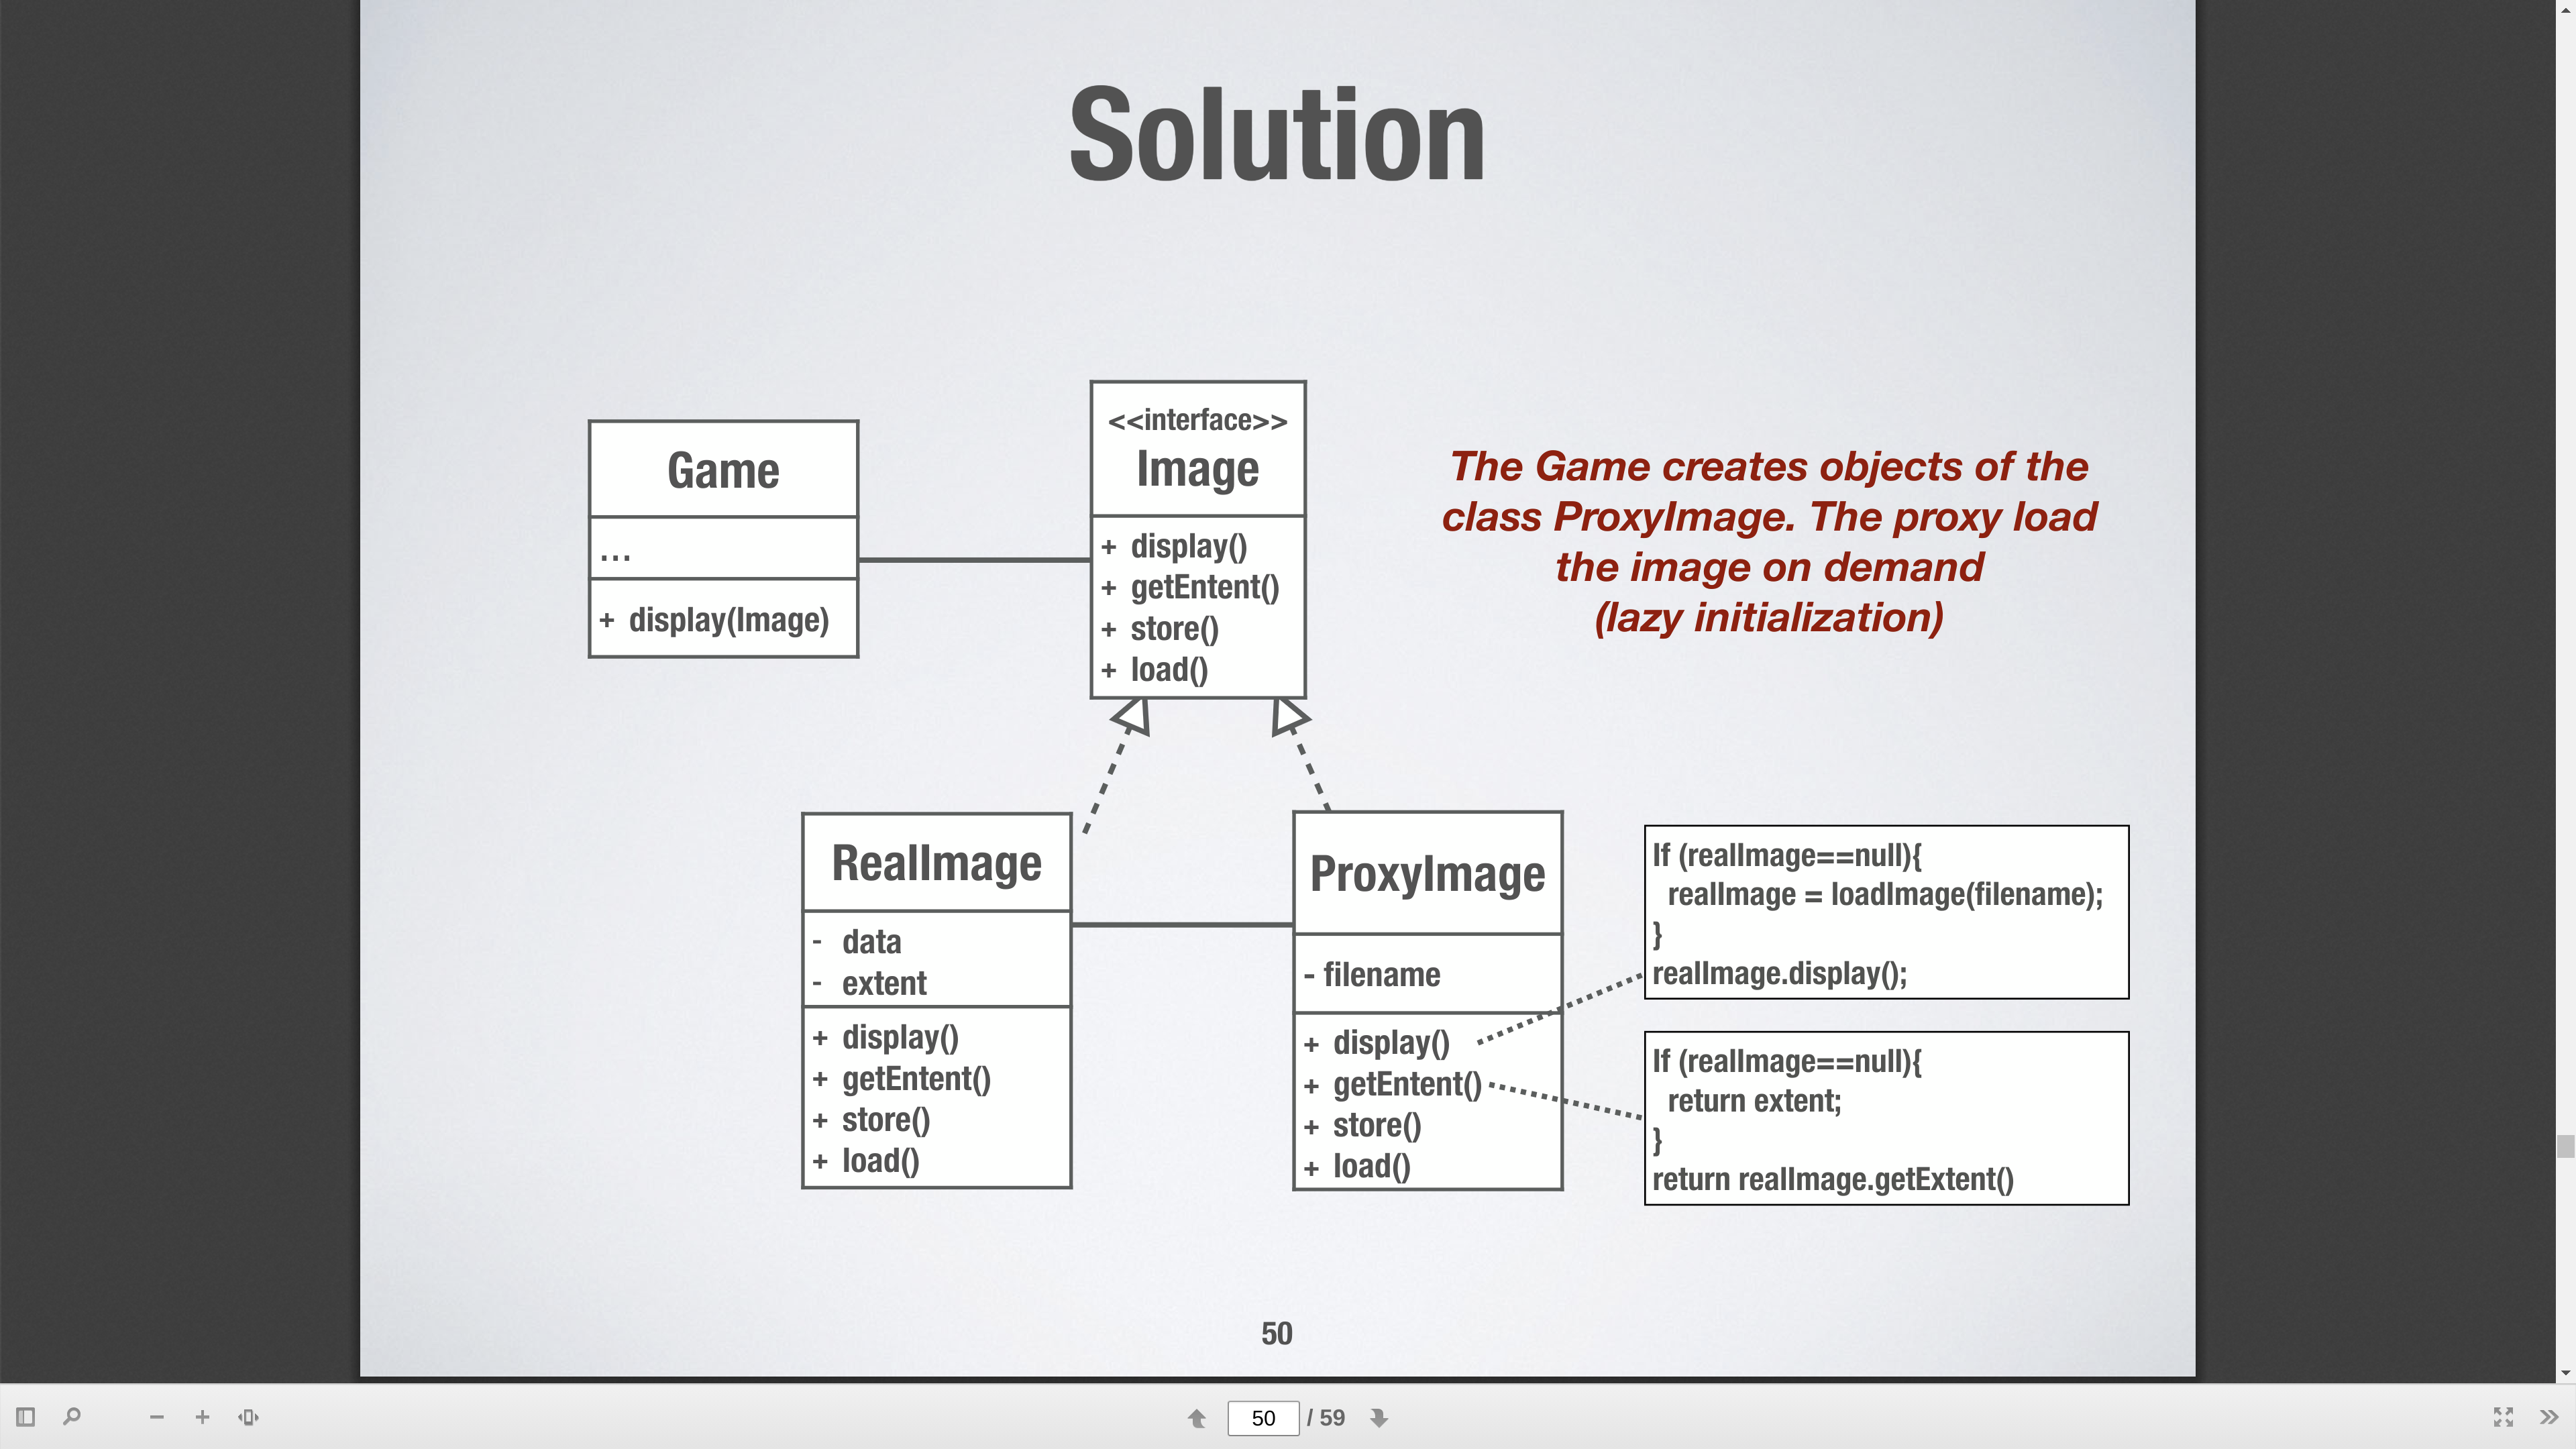 Solution
Game
...
+ display(Image)
<<interface>>
Image
+ display()
+ getEntent()
+ store()
+ load()
The Game creates objects of the
class ProxyImage. The proxy load
the image on demand
(lazy initialization)
RealImage
- data
- extent
+ display()
+ getEntent()
+ store()
+ load()
ProxyImage
- filename
+ display()
+ getEntent()
+ store()
+ load()
If (realImage==null){
realImage = loadImage(filename);
}
realImage.display();
If (realImage==null){
return extent;
}
return realImage.getExtent()
50
50 / 59